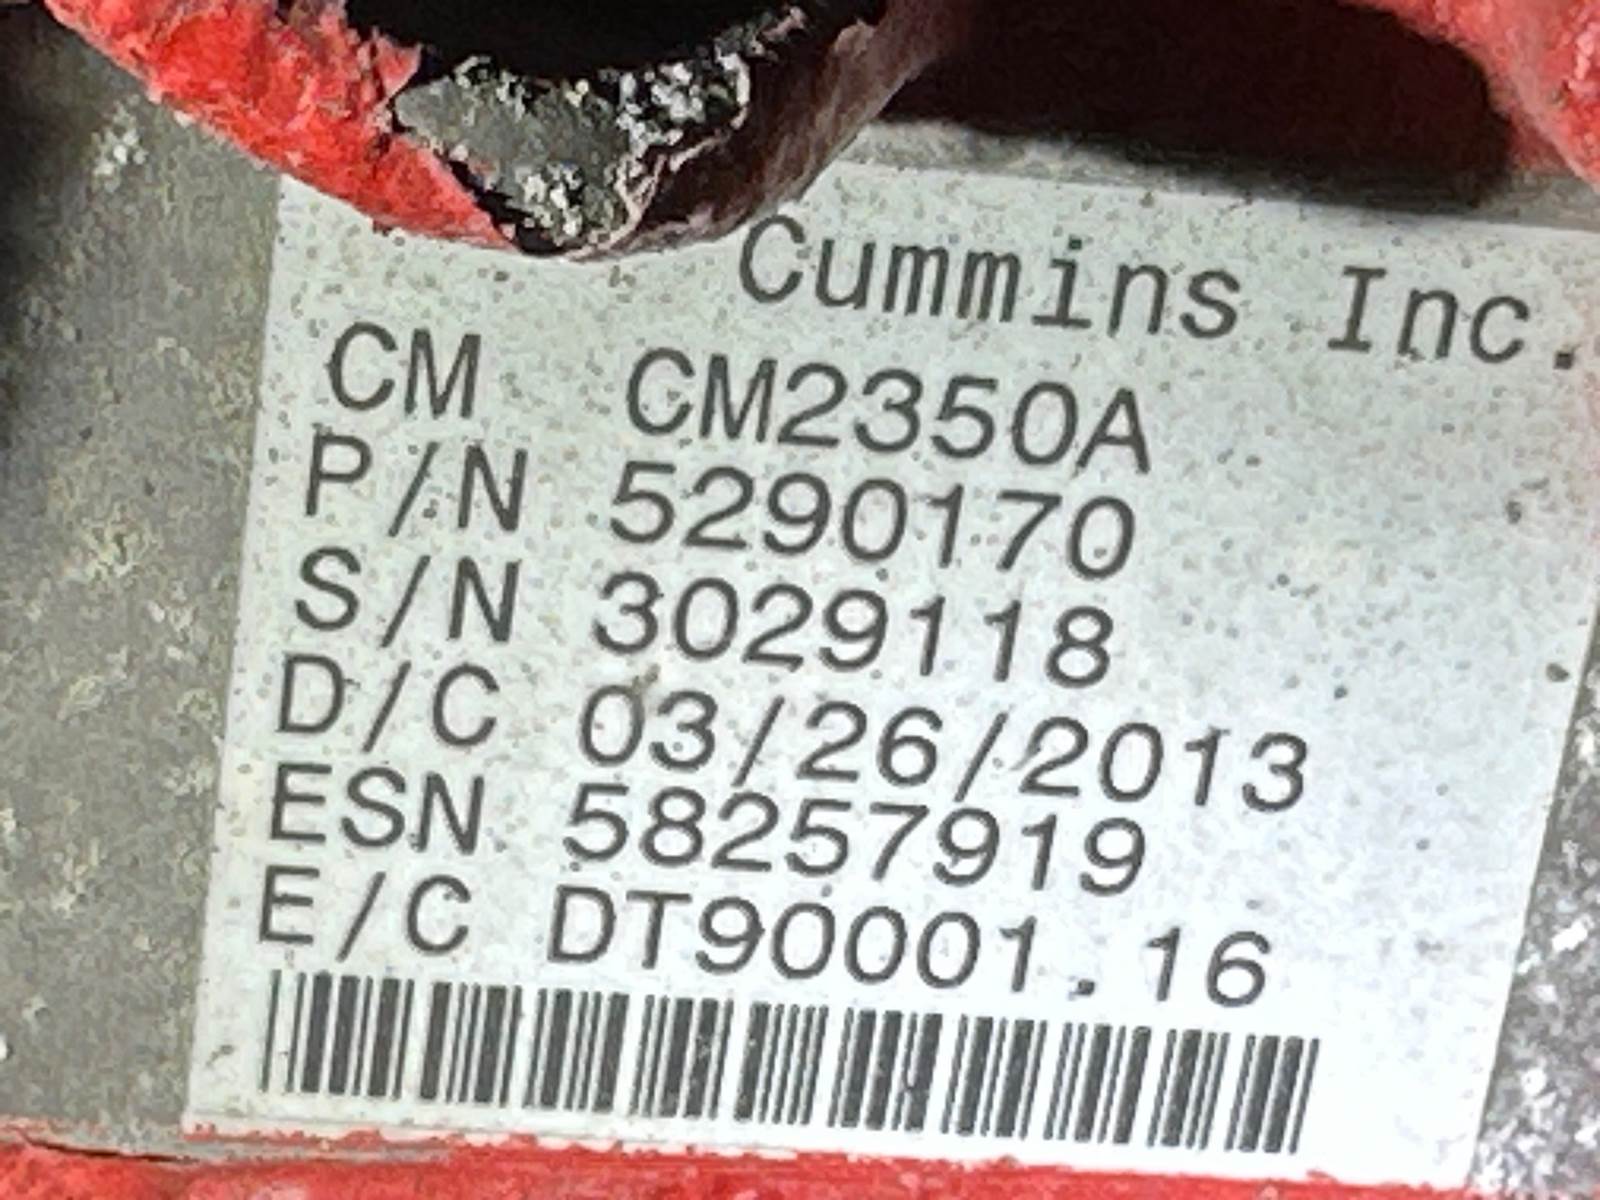 Cummins Inc.
CM CM2350A
P/N 5290170
S/N 3029118
D/C 03/26/2013
ESN 58257919
E/C DT90001.16